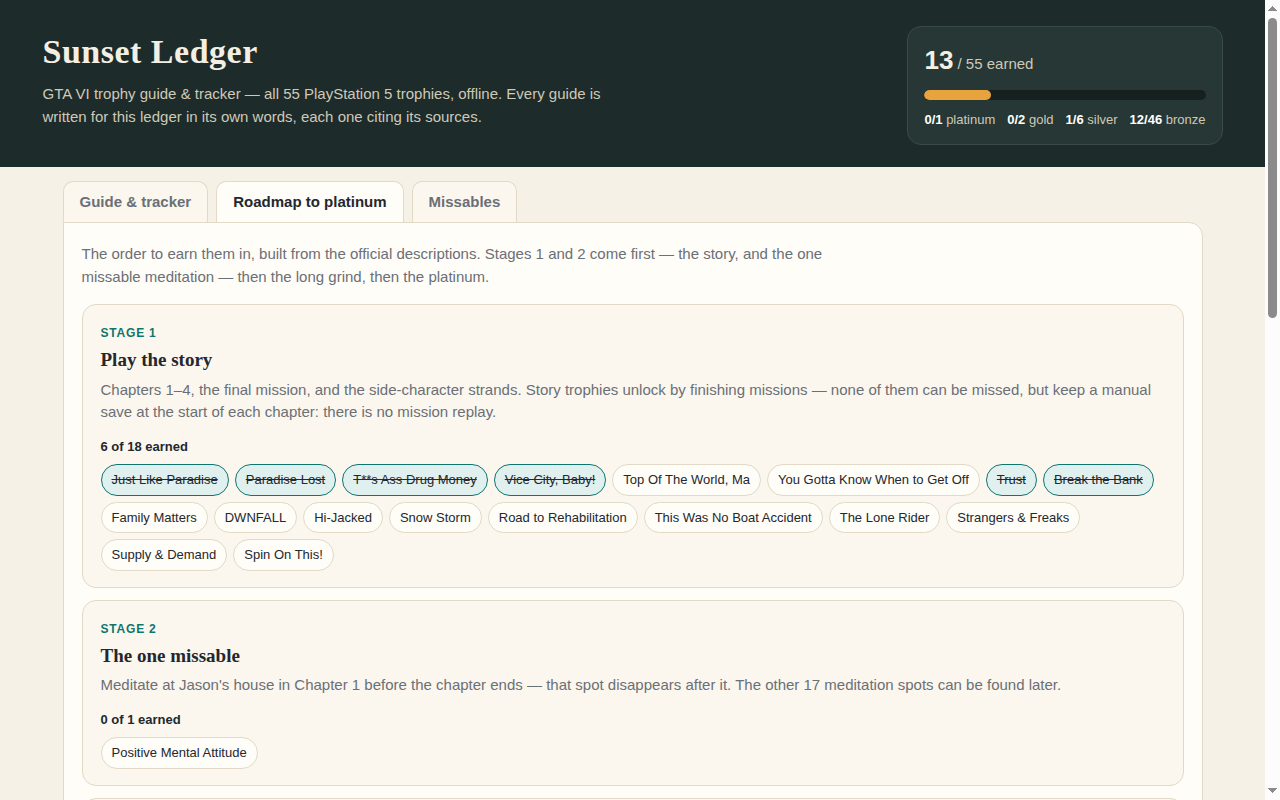 Sunset Ledger
GTA VI trophy guide & tracker — all 55 PlayStation 5 trophies, offline. Every guide is
written for this ledger in its own words, each one citing its sources.
13 / 55 earned
0/1 platinum 0/2 gold 1/6 silver 12/46 bronze
Guide & tracker Roadmap to platinum Missables
The order to earn them in, built from the official descriptions. Stages 1 and 2 come first — the story, and the one
missable meditation — then the long grind, then the platinum.
STAGE 1
Play the story
Chapters 1–4, the final mission, and the side-character strands. Story trophies unlock by finishing missions — none of them can be missed, but keep a manual
save at the start of each chapter: there is no mission replay.
6 of 18 earned
Just Like Paradise Paradise Lost T**s Ass Drug Money Vice City, Baby! Top Of The World, Ma You Gotta Know When to Get Off Trust Break the Bank
Family Matters DWNFALL Hi-Jacked Snow Storm Road to Rehabilitation This Was No Boat Accident The Lone Rider Strangers & Freaks
Supply & Demand Spin On This!
STAGE 2
The one missable
Meditate at Jason's house in Chapter 1 before the chapter ends — that spot disappears after it. The other 17 meditation spots can be found later.
0 of 1 earned
Positive Mental Attitude